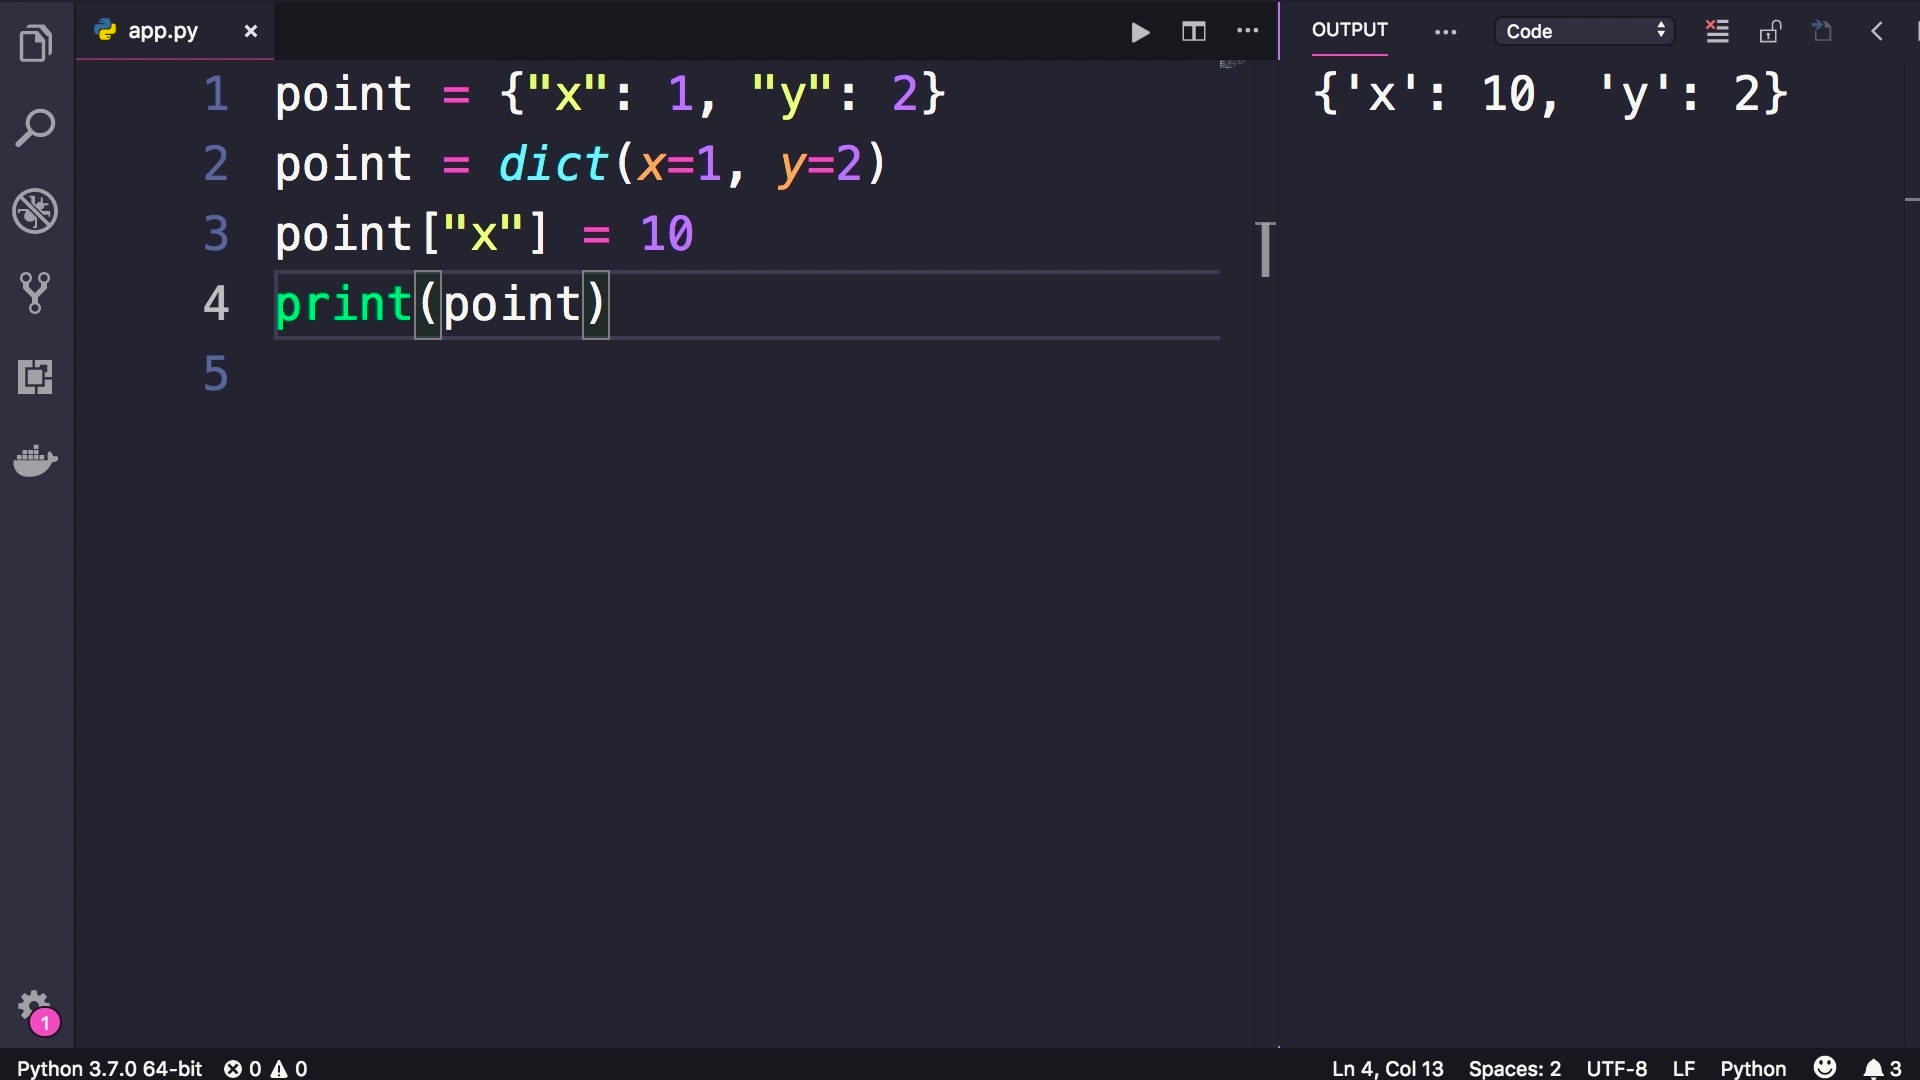 app.py ×
OUTPUT
Code
1 point = {"x": 1, "y": 2}
2 point = dict(x=1, y=2)
3 point["x"] = 10
4 print(point)
5
{'x': 10, 'y': 2}
1
Python 3.7.0 64-bit 0 0
Ln 4, Col 13 Spaces: 2 UTF-8 LF Python 3